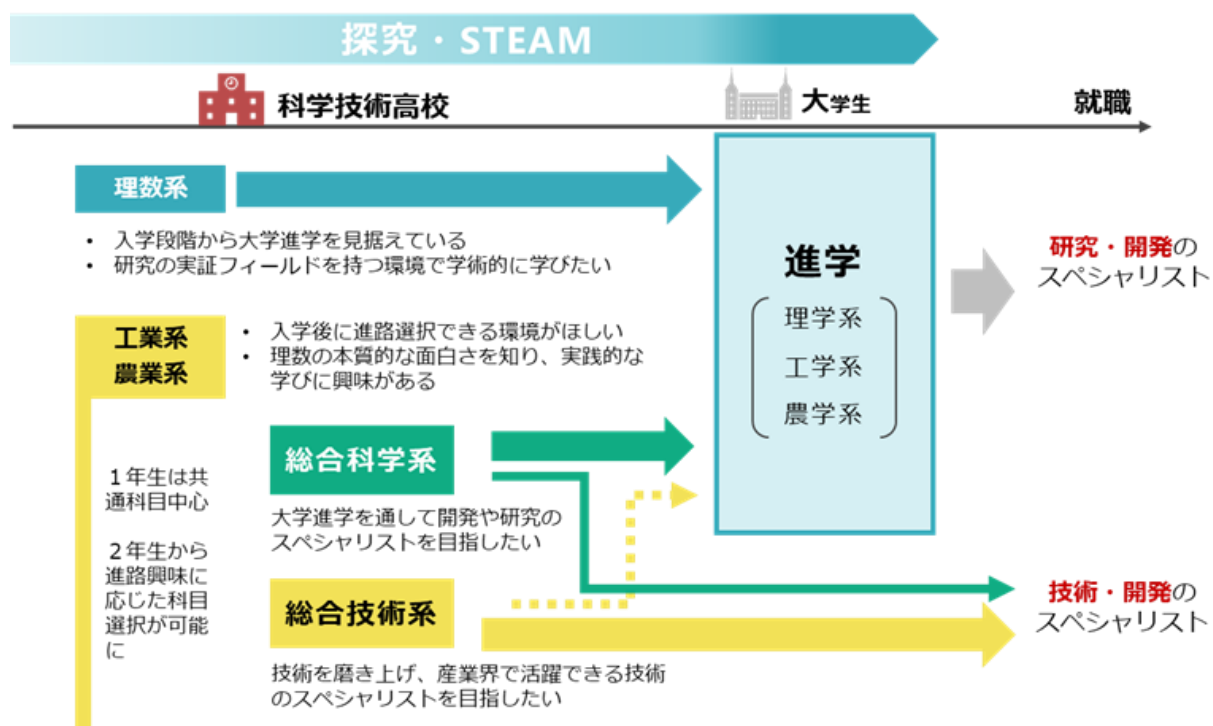 探究・STEAM
科学技術高校
大学生
就職
理数系
• 入学段階から大学進学を見据えている
• 研究の実証フィールドを持つ環境で学術的に学びたい
工業系
農業系
• 入学後に進路選択できる環境がほしい
• 理数の本質的な面白さを知り、実践的な
学びに興味がある
1年生は共
通科目中心
2年生から
進路興味に
応じた科目
選択が可能
に
総合科学系
大学進学を通して開発や研究の
スペシャリストを目指したい
総合技術系
技術を磨き上げ、産業界で活躍できる技術
のスペシャリストを目指したい
進学
理学系
工学系
農学系
研究・開発の
スペシャリスト
技術・開発の
スペシャリスト